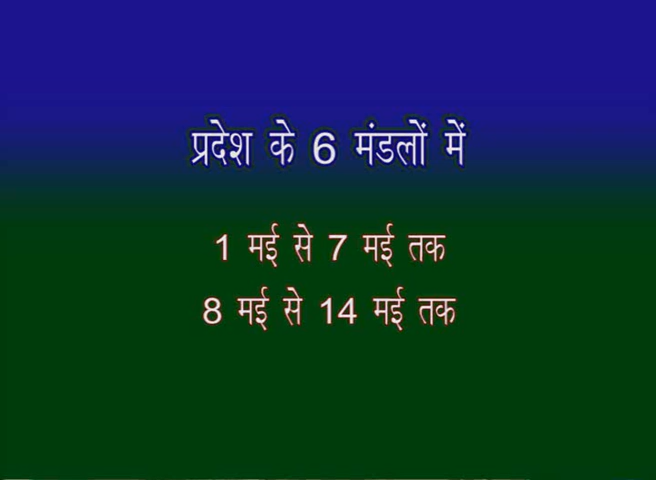 प्रदेश के 6 मंडलों में
1 मई से 7 मई तक
8 मई से 14 मई तक